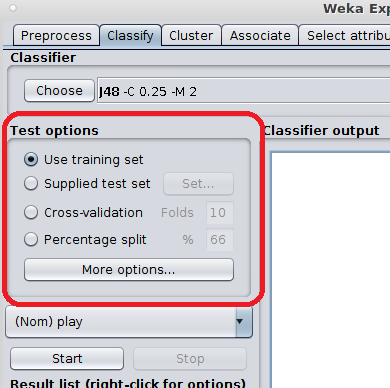 Weka Exp
Preprocess Classify Cluster Associate Select attribu
Classifier
Choose J48 -C 0.25 -M 2
Test options Classifier output
Use training set
Supplied test set Set...
Cross-validation Folds 10
Percentage split % 66
More options...
(Nom) play
Start Stop
Result list (right-click for options)